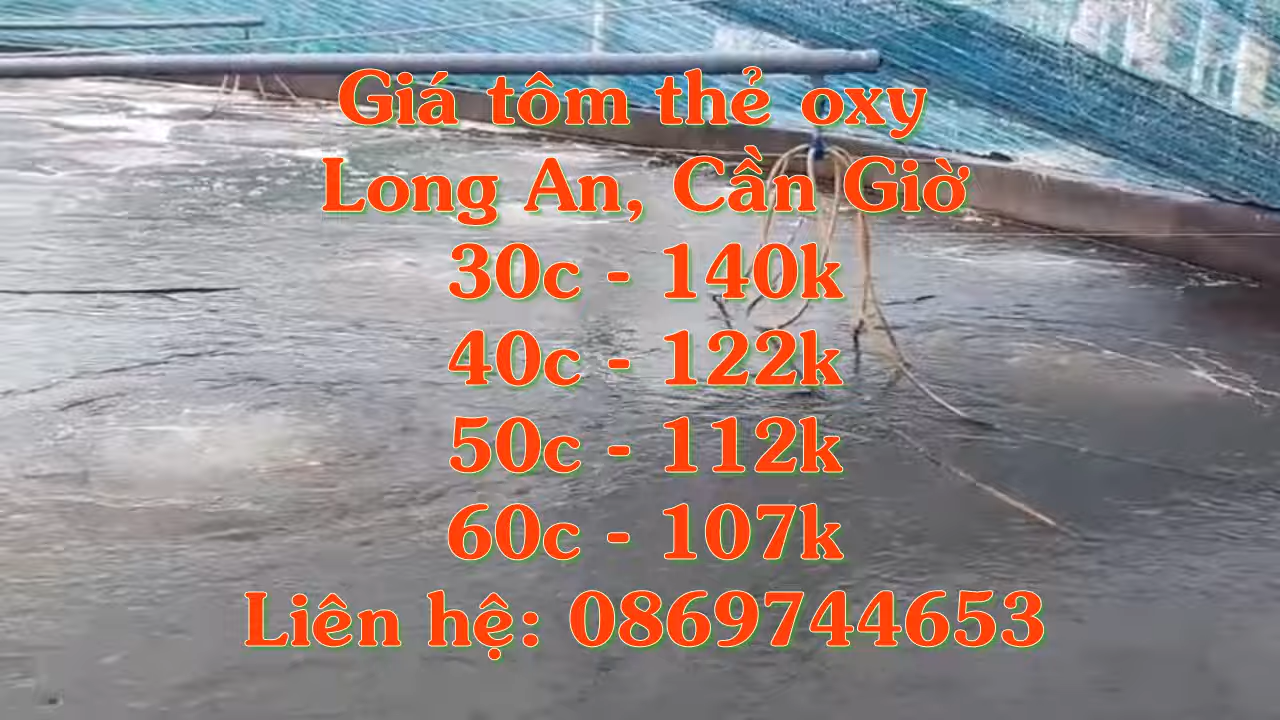 Giá tôm thẻ oxy
Long An, Cần Giờ
30c - 140k
40c - 122k
50c - 112k
60c - 107k
Liên hệ: 0869744653